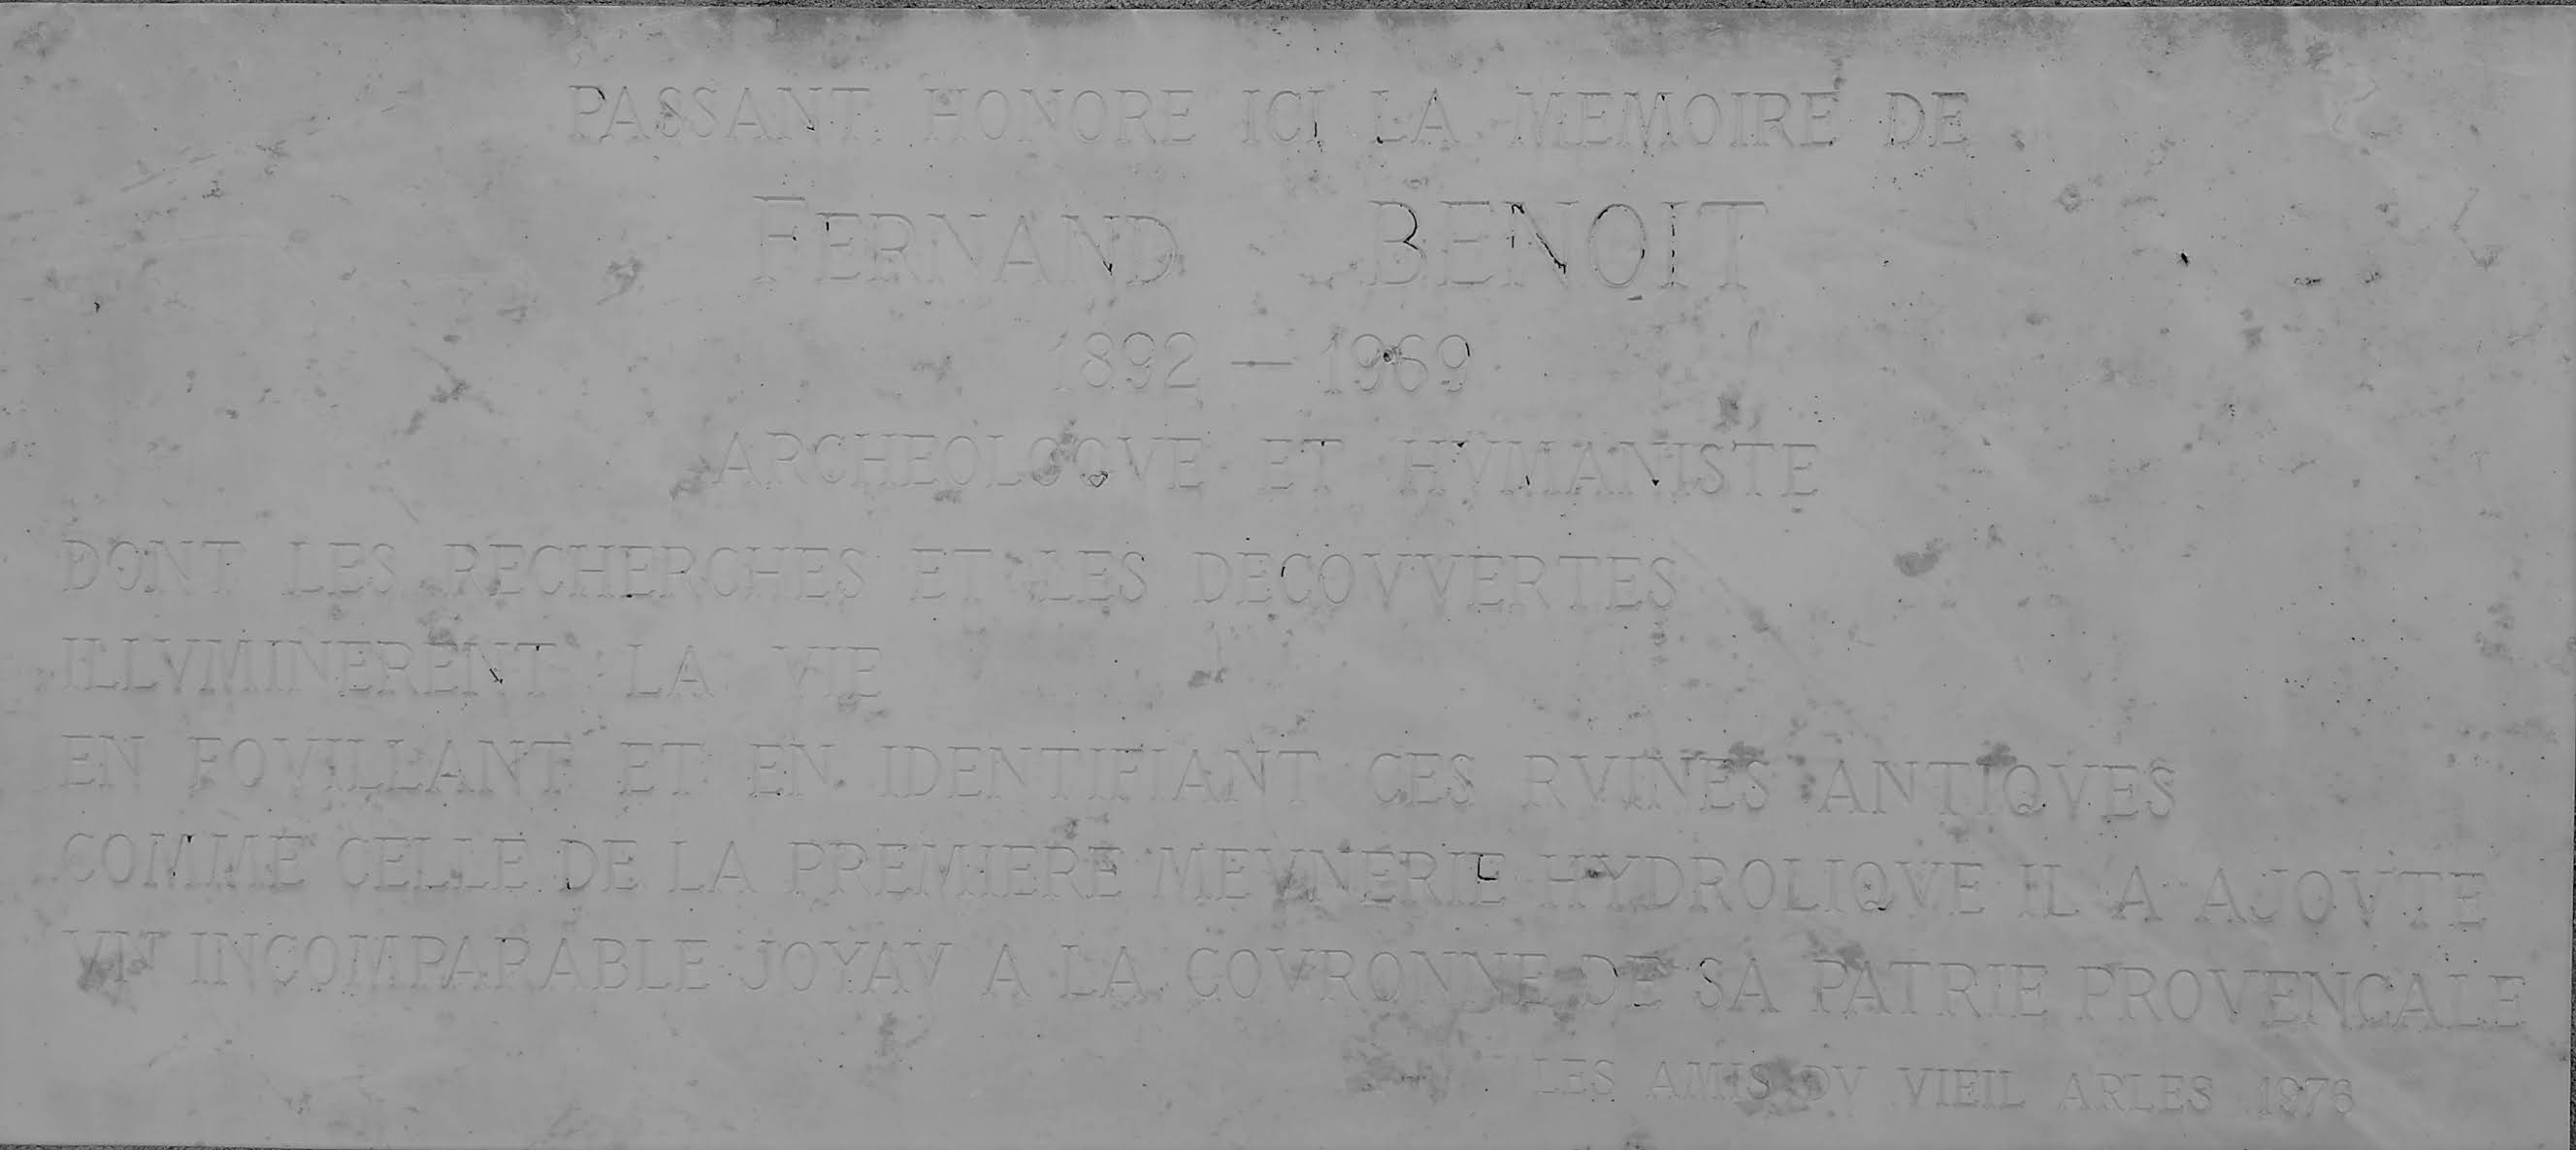 PASSANT HONORE ICI LA MEMOIRE DE
FERNAND BENOIT
1892 — 1969
ARCHEOLOGVE ET HVMANISTE
DONT LES RECHERCHES ET LES DECOVVERTES
ILLVMINERENT LA VIE
EN FOVILLANT ET EN IDENTIFIANT CES RVINES ANTIQVES
COMME CELLE DE LA PREMIERE MEVNERIE HYDROLIQVE IL A AJOVTE
VN INCOMPARABLE JOYAV A LA COVRONNE DE SA PATRIE PROVENCALE
LES AMIS DV VIEIL ARLES 1976